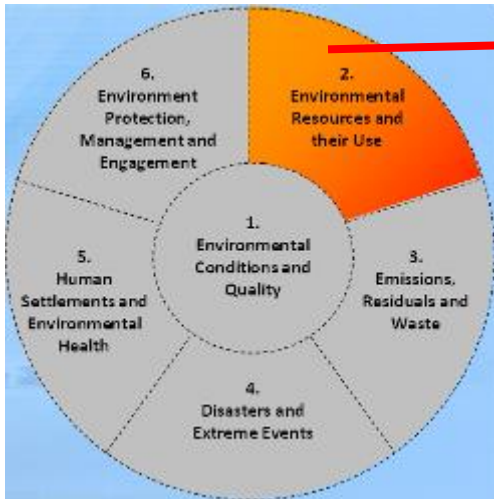 1.
Environmental
Conditions and
Quality
2.
Environmental
Resources and
their Use
3.
Emissions,
Residuals and
Waste
4.
Disasters and
Extreme Events
5.
Human
Settlements and
Environmental
Health
6.
Environment
Protection,
Management and
Engagement